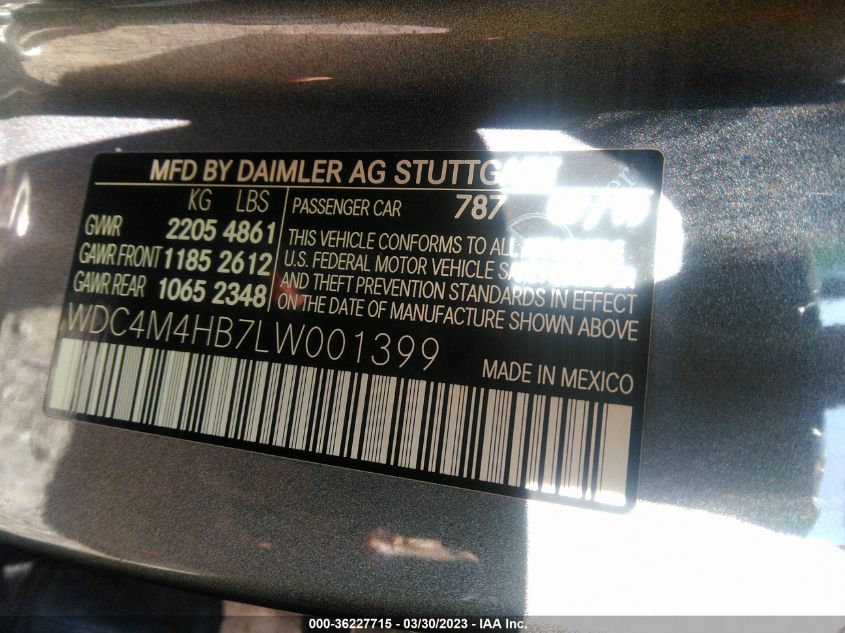 MFD BY DAIMLER AG
KG LBS
GVWR 2205 4861
GAWR FRONT 1185 2612
GAWR REAR 1065 2348
PASSENGER CAR 787
THIS VEHICLE CONFORMS TO ALL
U.S. FEDERAL MOTOR VEHICLE
AND THEFT PREVENTION STANDARDS IN EFFECT
ON THE DATE OF MANUFACTURE SHOWN ABOVE
WDC4M4HB7LW001399
MADE IN MEXICO
000-36227715 - 03/30/2023 - IAA Inc.